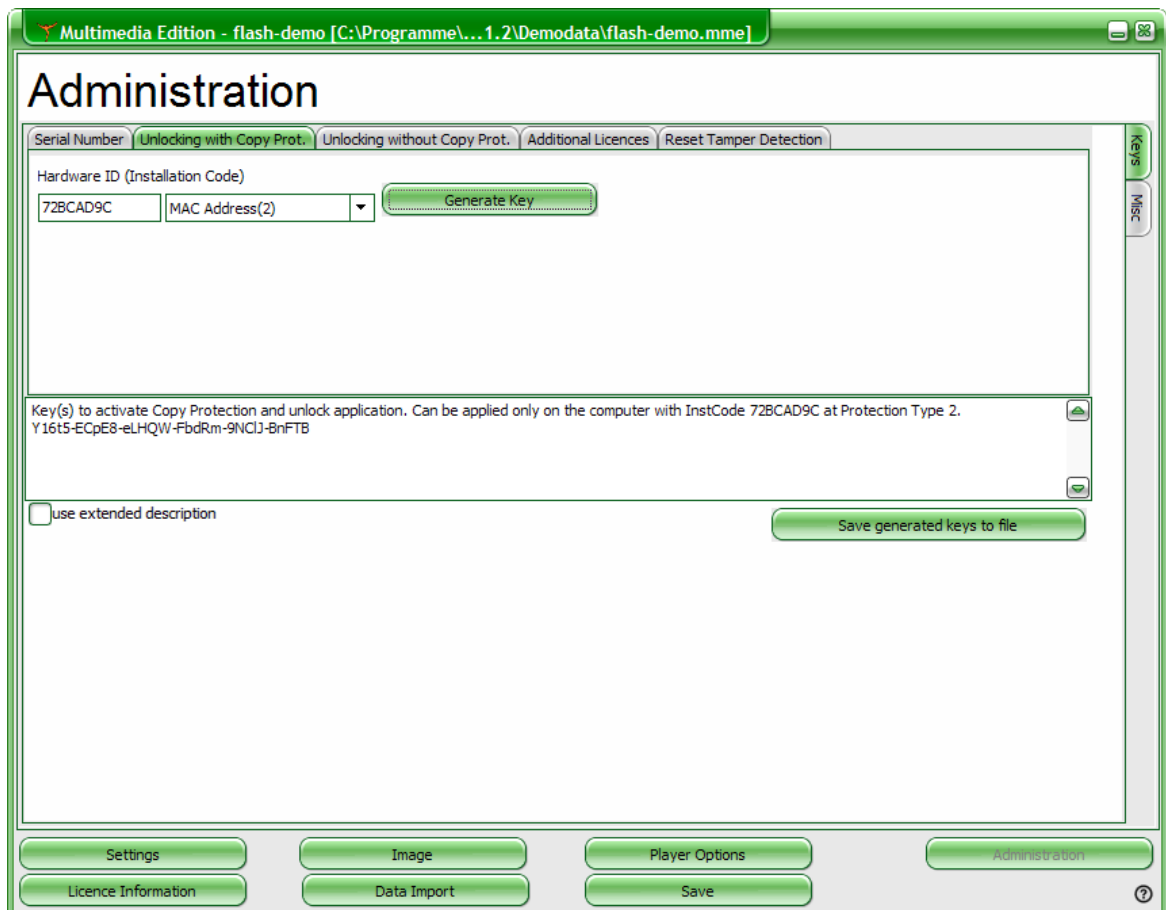 Multimedia Edition - flash-demo [C:\Programme\...1.2\Demodata\flash-demo.mme]
Administration
Serial Number Unlocking with Copy Prot. Unlocking without Copy Prot. Additional Licences Reset Tamper Detection
Keys
Misc
Hardware ID (Installation Code)
72BCAD9C MAC Address(2) Generate Key
Key(s) to activate Copy Protection and unlock application. Can be applied only on the computer with InstCode 72BCAD9C at Protection Type 2.
Y16t5-ECpE8-eLHQW-FbdRm-9NClJ-BnFTB
use extended description
Save generated keys to file
Settings Image Player Options Administration
Licence Information Data Import Save